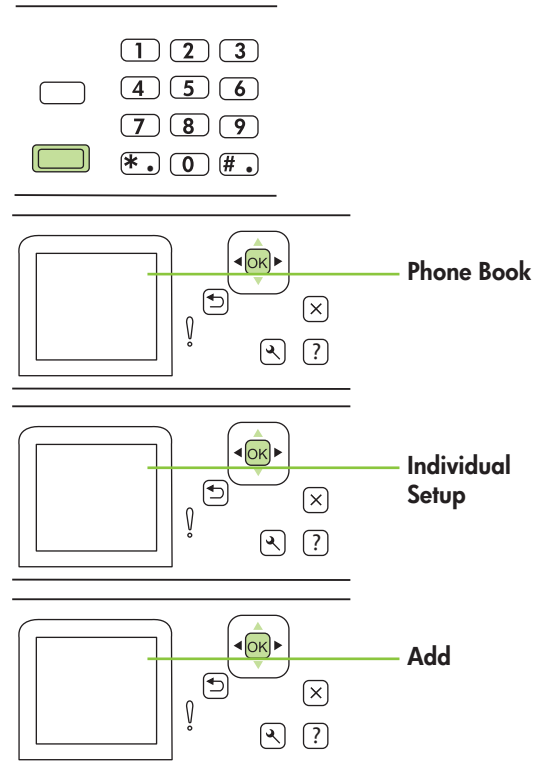 1 2 3
4 5 6
7 8 9
* . 0 # .
OK
Phone Book
?
OK
Individual
Setup
?
OK
Add
?